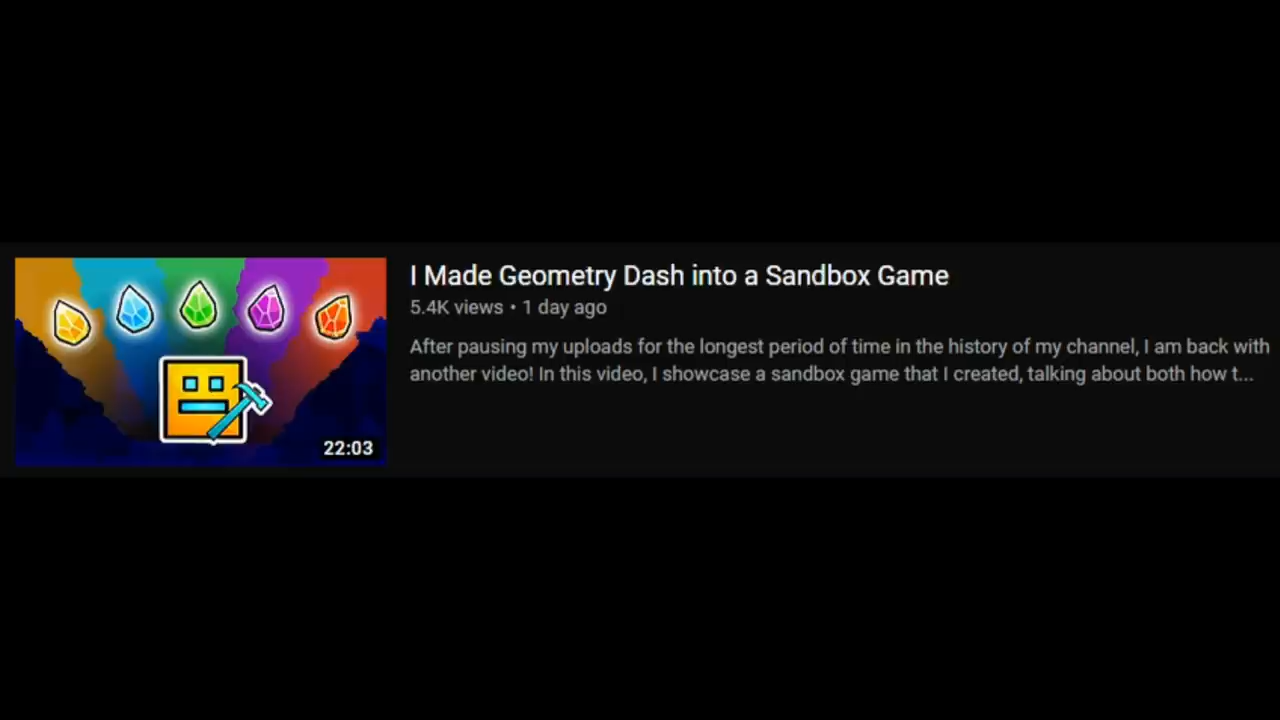 I Made Geometry Dash into a Sandbox Game
5.4K views • 1 day ago
After pausing my uploads for the longest period of time in the history of my channel, I am back with
another video! In this video, I showcase a sandbox game that I created, talking about both how t...
22:03